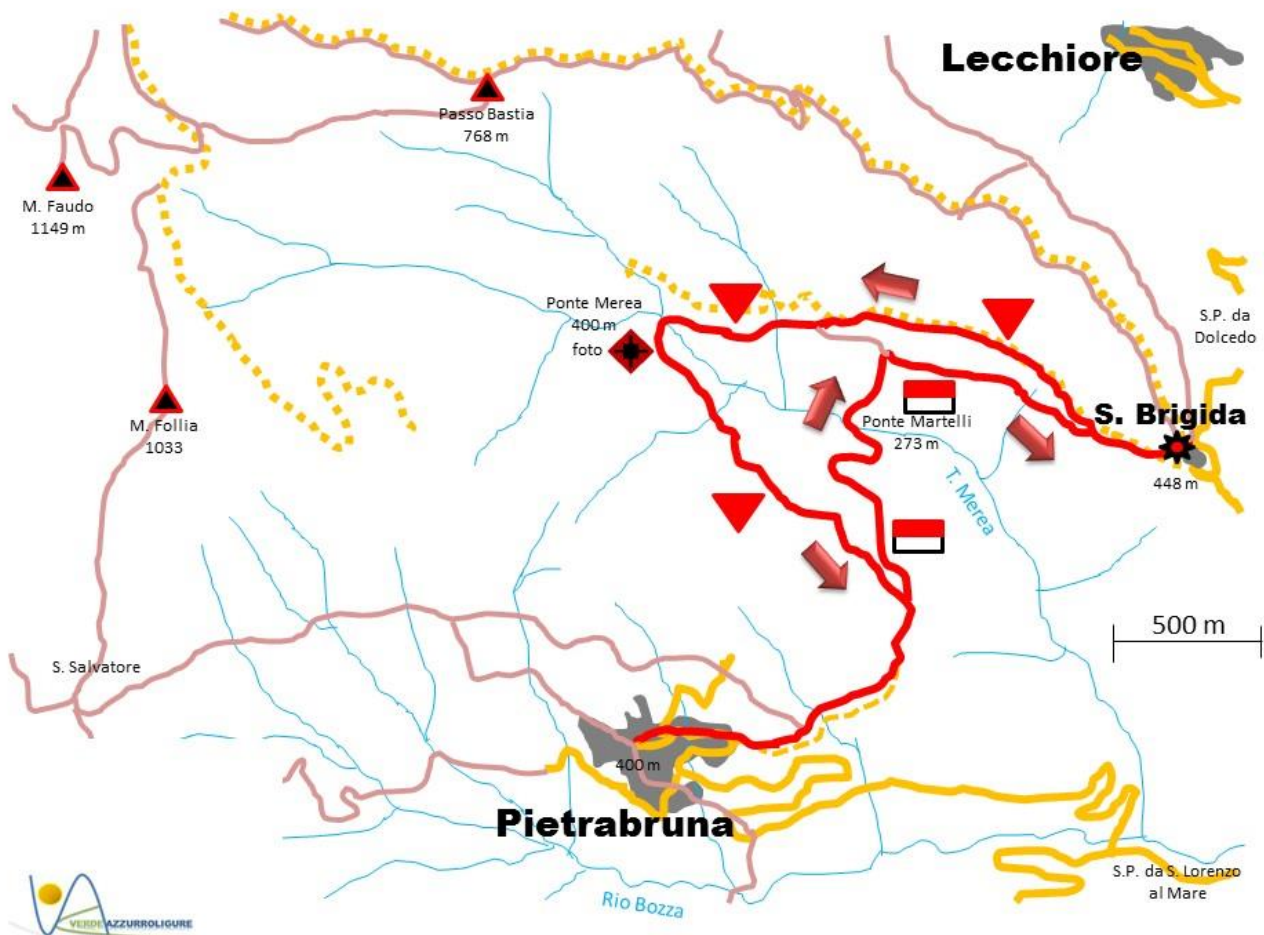 Lecchiore
Passo Bastia
768 m
M. Faudo
1149 m
Ponte Merea
400 m
foto
S.P. da
Dolcedo
M. Follia
1033
Ponte Martelli
273 m
S. Brigida
448 m
T. Merea
500 m
S. Salvatore
400 m
Pietrabruna
S.P. da S. Lorenzo
al Mare
Rio Bozza
VERDEAZZURROLIGURE